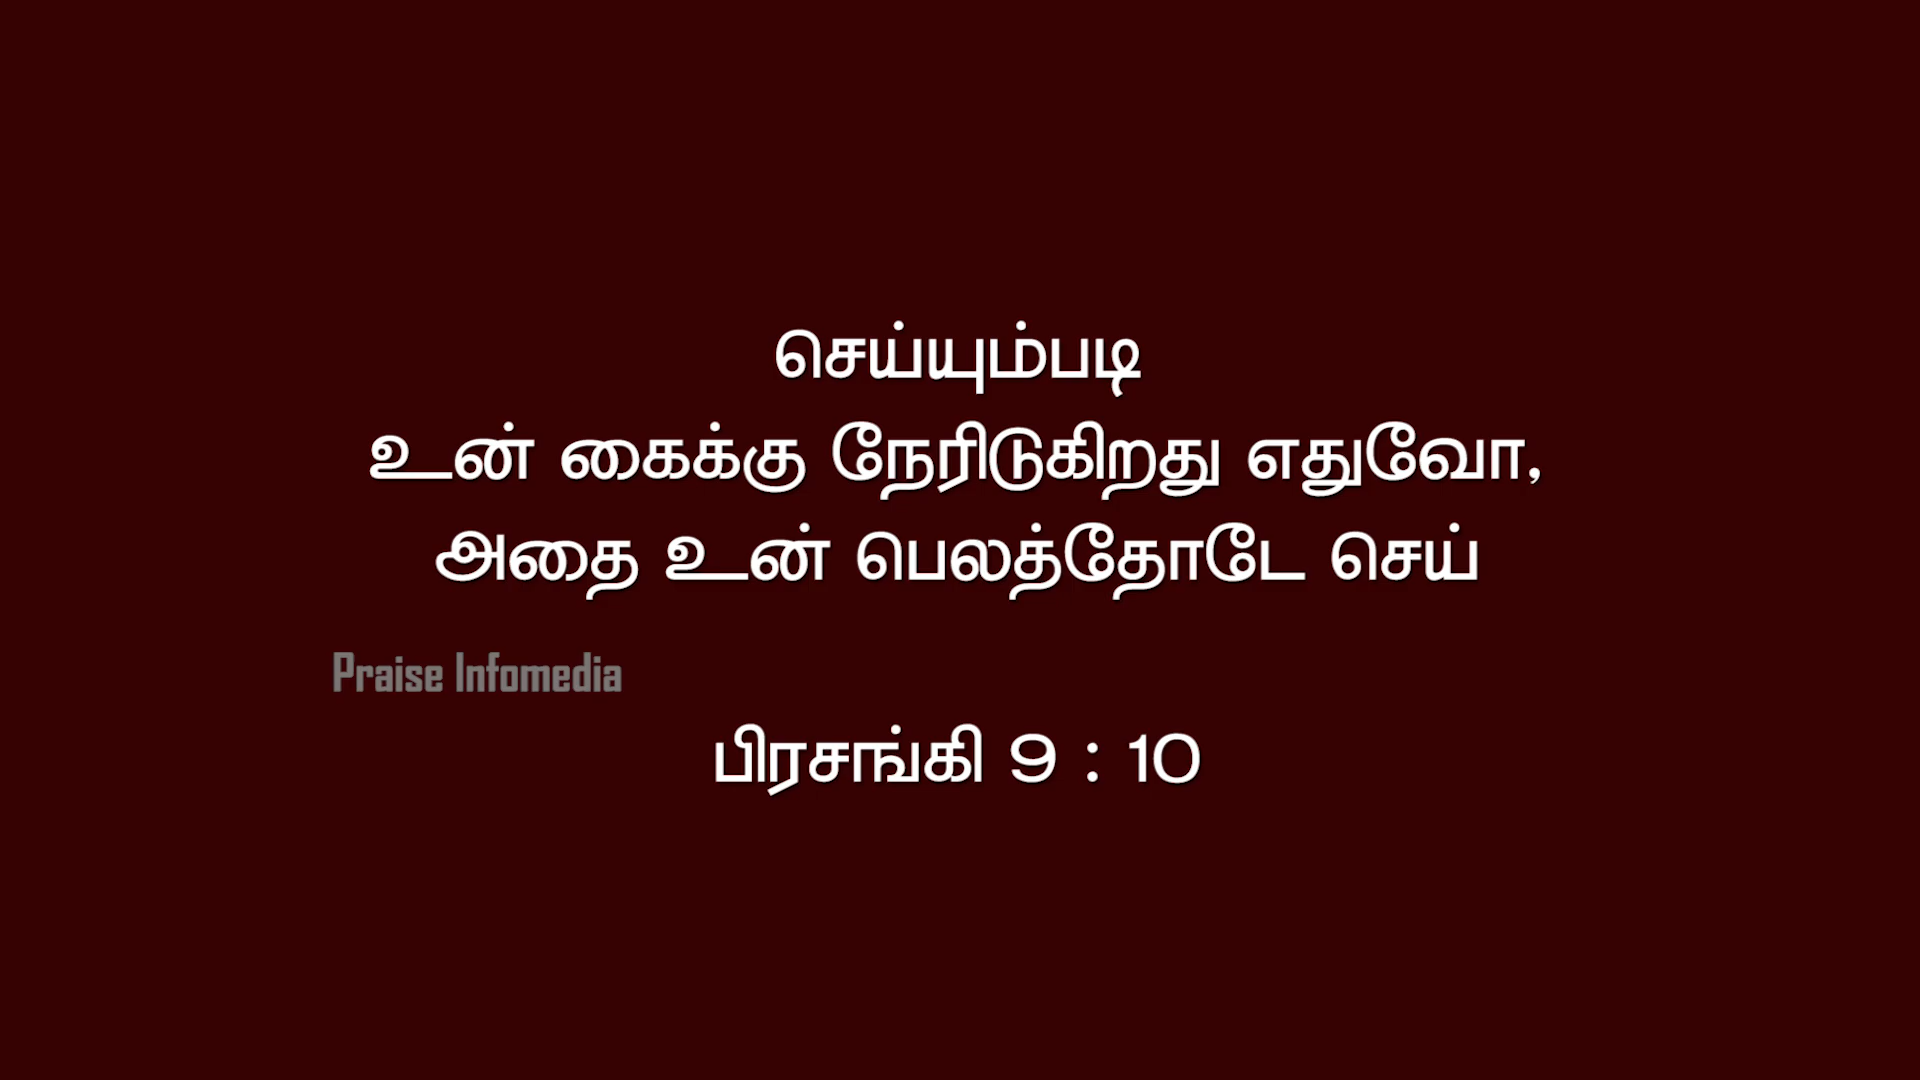 செய்யும்படி
உன் கைக்கு நேரிடுகிறது எதுவோ,
அதை உன் பெலத்தோடே செய்
Praise Infomedia
பிரசங்கி 9 : 10